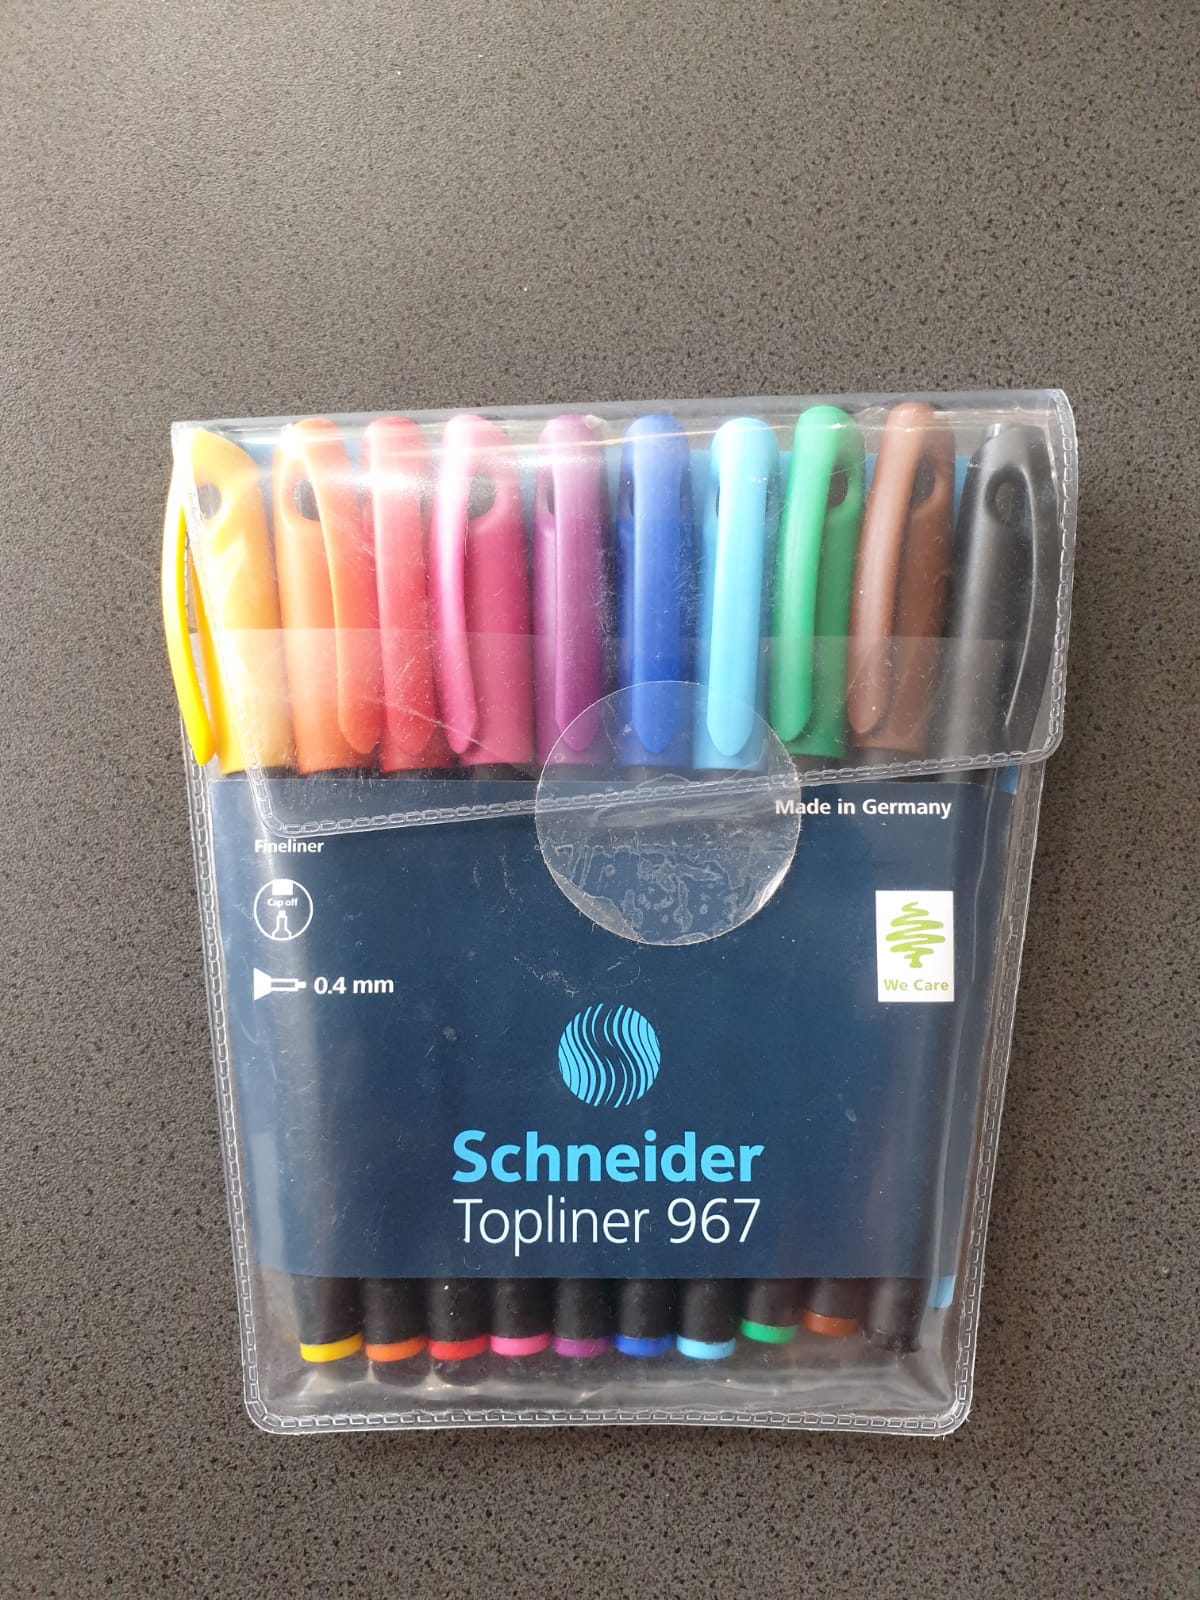 Made in Germany
Fineliner
Cap off
0.4 mm
We Care
Schneider
Topliner 967